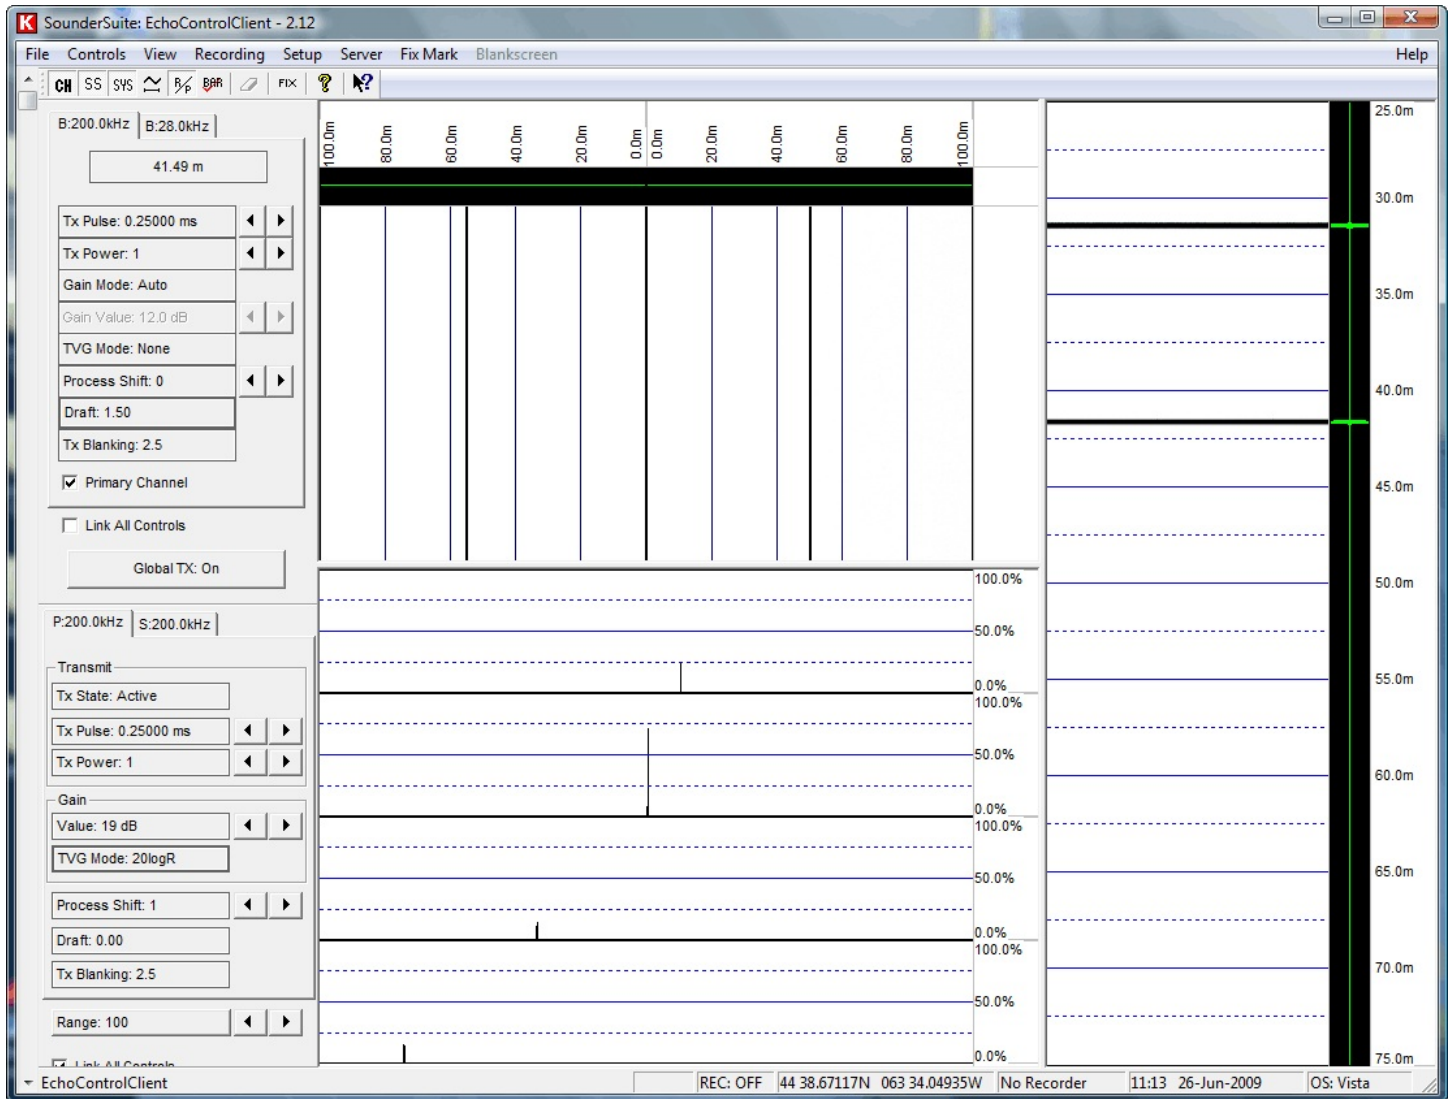 SounderSuite: EchoControlClient - 2.12
File Controls View Recording Setup Server Fix Mark Blankscreen Help
CH SS SYS R/P BAR FIX
B:200.0kHz B:28.0kHz
41.49 m
Tx Pulse: 0.25000 ms
Tx Power: 1
Gain Mode: Auto
Gain Value: 12.0 dB
TVG Mode: None
Process Shift: 0
Draft: 1.50
Tx Blanking: 2.5
Primary Channel
Link All Controls
Global TX: On
P:200.0kHz S:200.0kHz
Transmit
Tx State: Active
Tx Pulse: 0.25000 ms
Tx Power: 1
Gain
Value: 19 dB
TVG Mode: 20logR
Process Shift: 1
Draft: 0.00
Tx Blanking: 2.5
Range: 100
Link All Controls
100.0m 80.0m 60.0m 40.0m 20.0m 0.0m 0.0m 20.0m 40.0m 60.0m 80.0m 100.0m
100.0%
50.0%
0.0%
100.0%
50.0%
0.0%
100.0%
50.0%
0.0%
100.0%
50.0%
0.0%
25.0m
30.0m
35.0m
40.0m
45.0m
50.0m
55.0m
60.0m
65.0m
70.0m
75.0m
EchoControlClient REC: OFF 44 38.67117N 063 34.04935W No Recorder 11:13 26-Jun-2009 OS: Vista